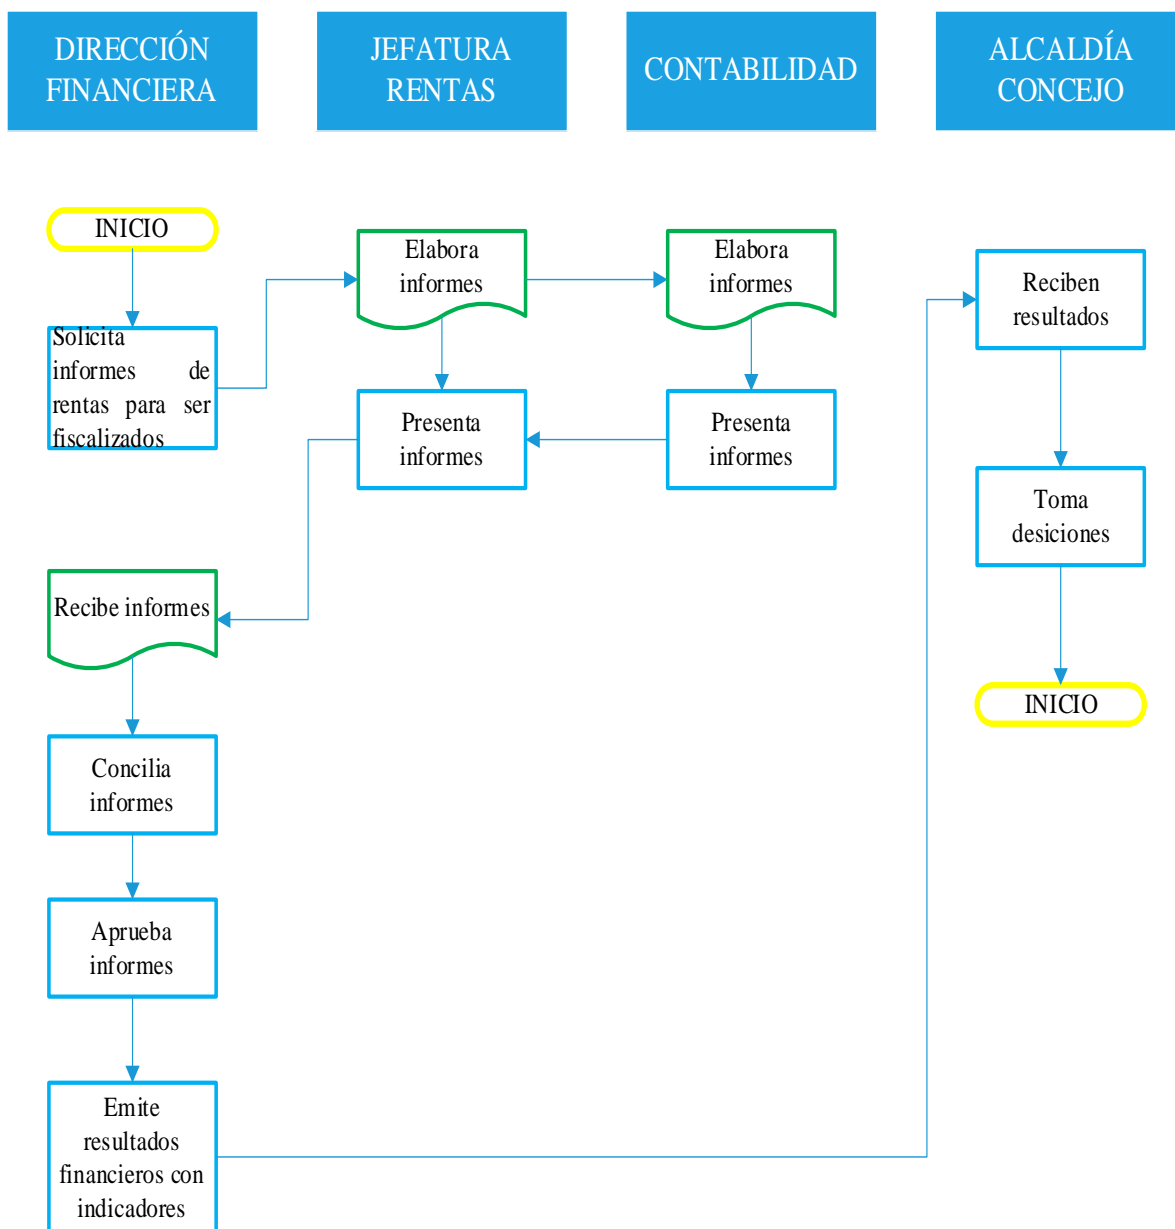 DIRECCIÓN
FINANCIERA
JEFATURA
RENTAS
CONTABILIDAD
ALCALDÍA
CONCEJO
INICIO
Solicita
informes de
rentas para ser
fiscalizados
Elabora
informes
Elabora
informes
Reciben
resultados
Presenta
informes
Presenta
informes
Toma
desiciones
Recibe informes
INICIO
Concilia
informes
Aprueba
informes
Emite
resultados
financieros con
indicadores